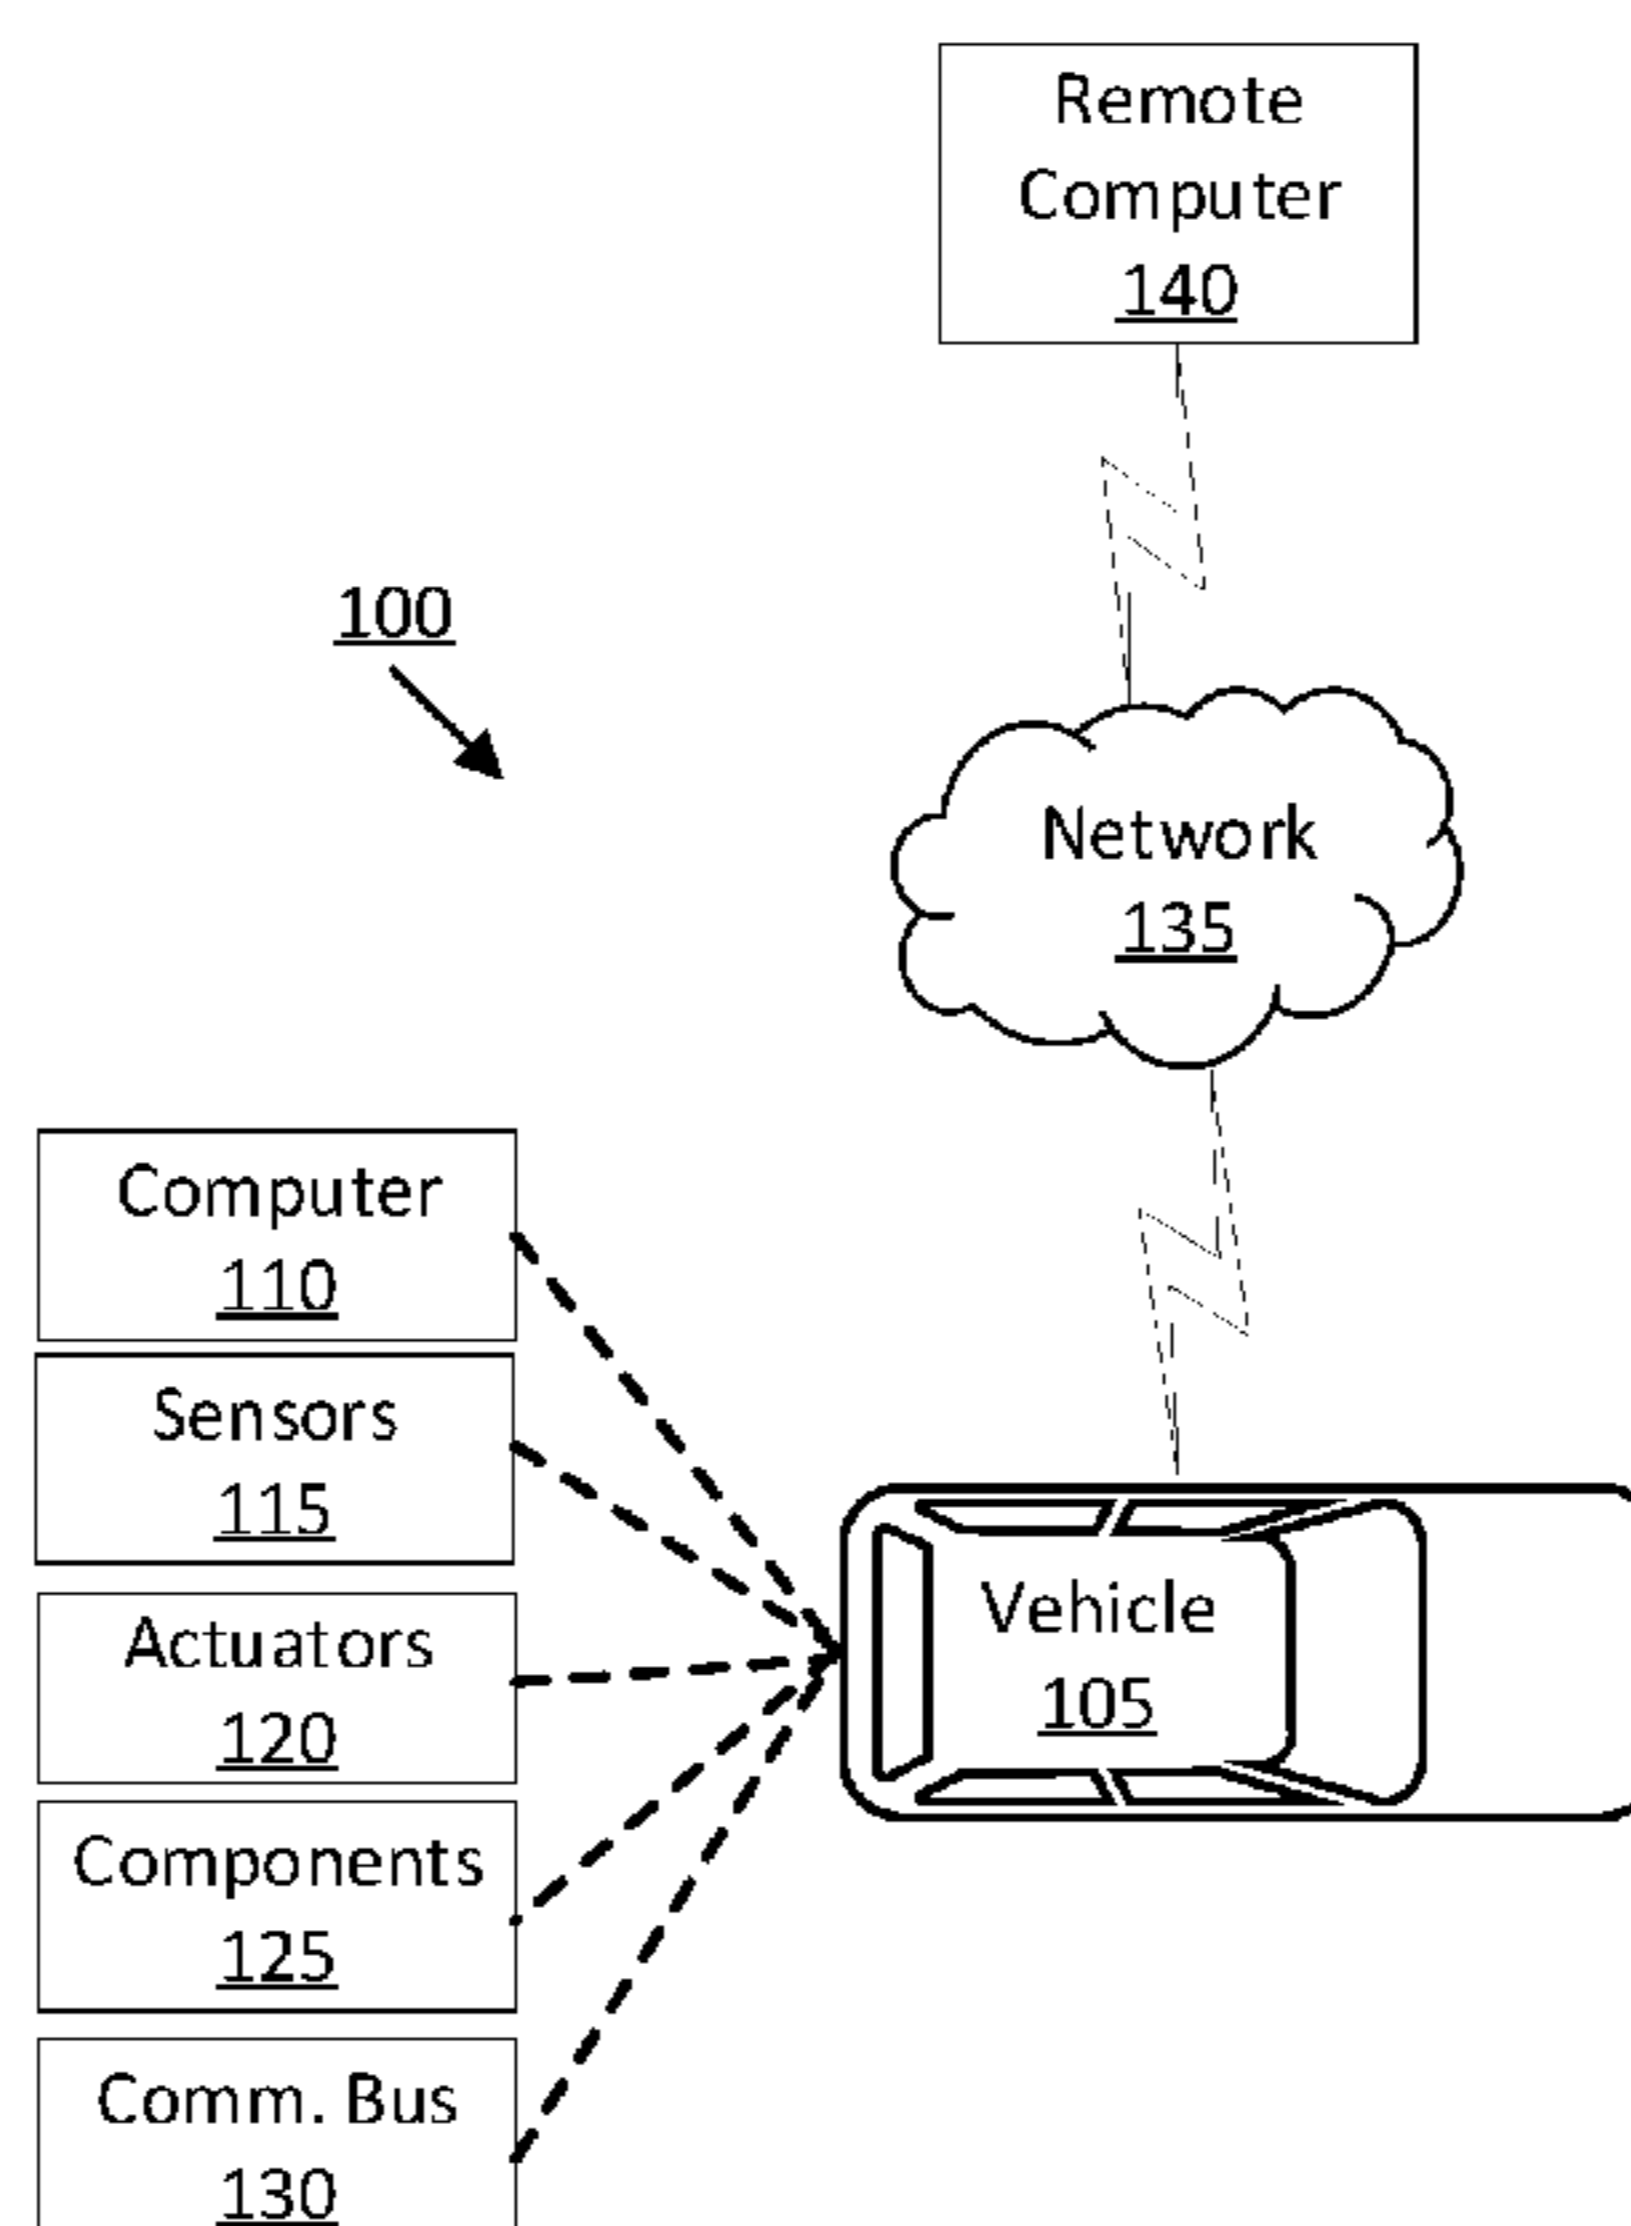 Remote
Computer
140
100
Network
135
Computer
110
Sensors
115
Actuators
120
Components
125
Comm. Bus
130
Vehicle
105